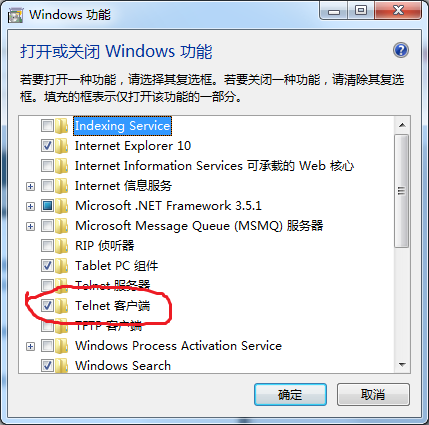 Windows 功能
打开或关闭 Windows 功能
若要打开一种功能，请选择其复选框。若要关闭一种功能，请清除其复选
框。填充的框表示仅打开该功能的一部分。
Indexing Service
Internet Explorer 10
Internet Information Services 可承载的 Web 核心
Internet 信息服务
Microsoft .NET Framework 3.5.1
Microsoft Message Queue (MSMQ) 服务器
RIP 侦听器
Tablet PC 组件
Telnet 服务器
Telnet 客户端
TFTP 客户端
Windows Process Activation Service
Windows Search
确定
取消